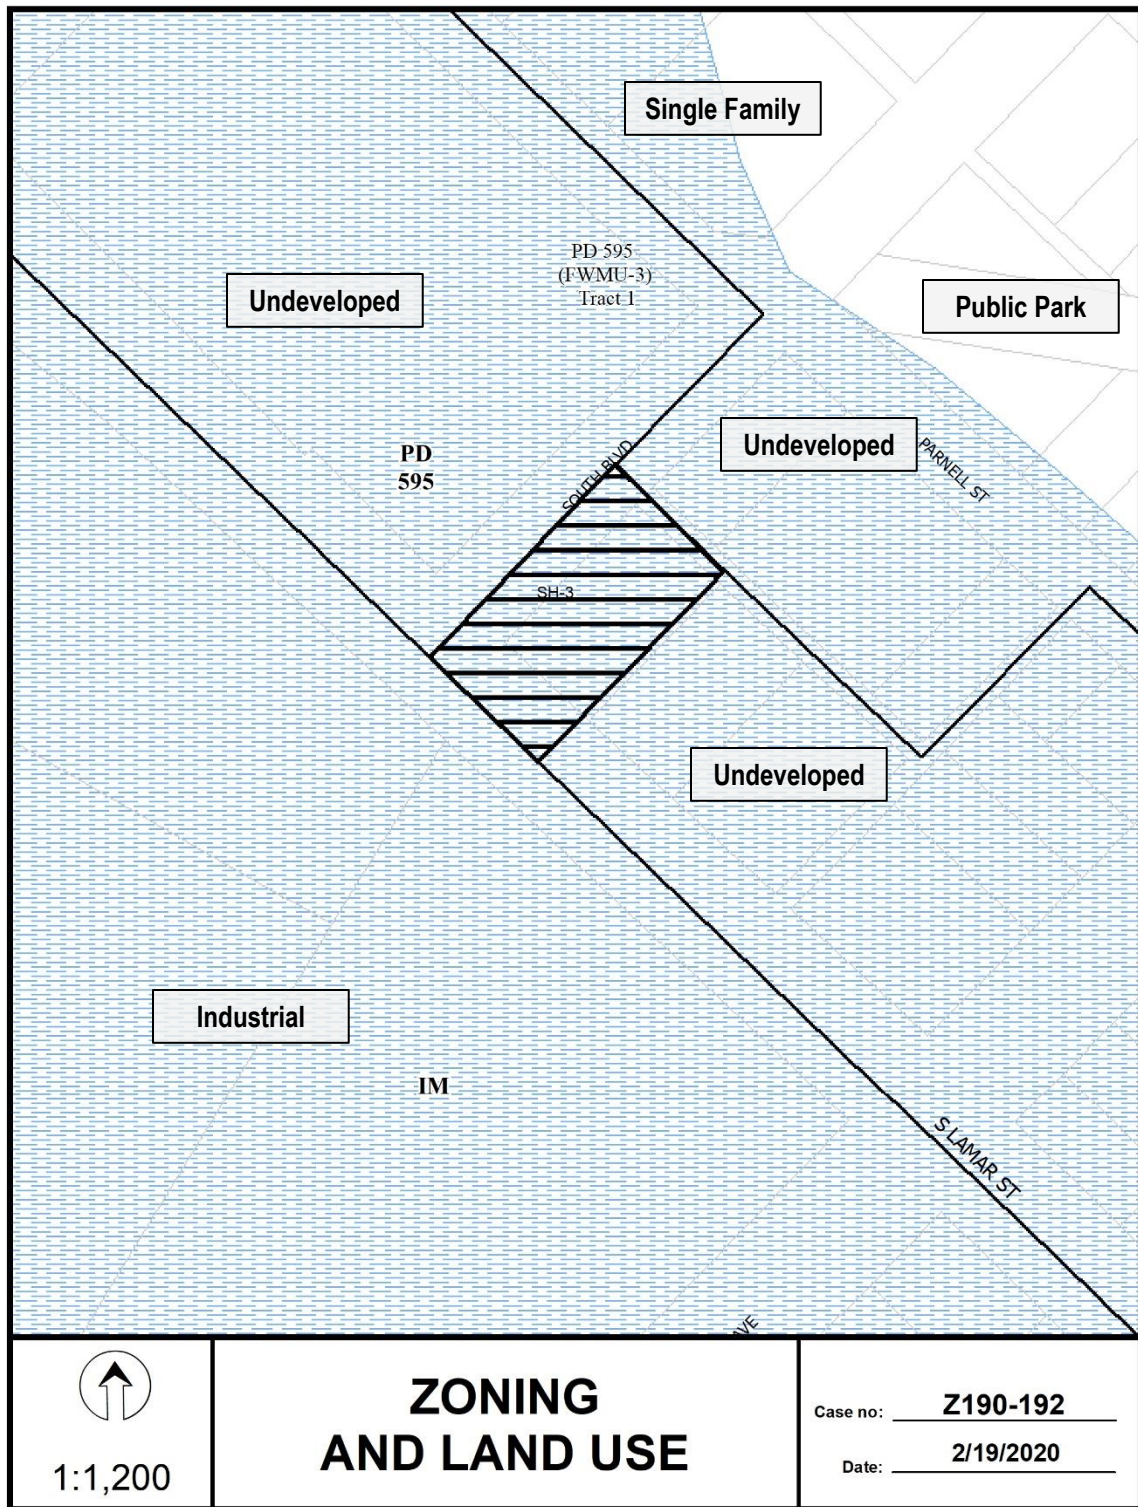 Single Family
PD 595
(FWMU-3)
Tract 1
Undeveloped
Public Park
PD
595
SOUTH BLVD
Undeveloped
PARNELL ST
SH-3
Undeveloped
Industrial
IM
S LAMAR ST
AVE
1:1,200
ZONING
AND LAND USE
Case no: Z190-192
Date: 2/19/2020